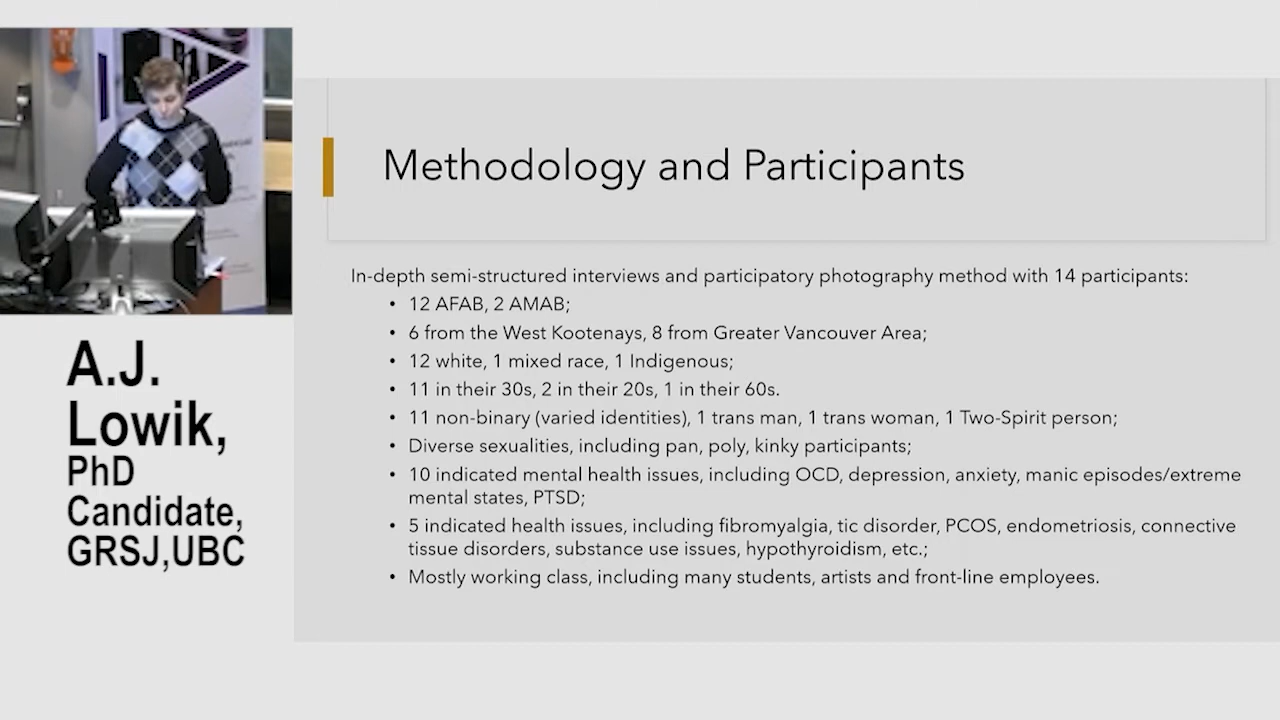 A.J.
Lowik,
PhD
Candidate,
GRSJ,UBC
Methodology and Participants
In-depth semi-structured interviews and participatory photography method with 14 participants:
• 12 AFAB, 2 AMAB;
• 6 from the West Kootenays, 8 from Greater Vancouver Area;
• 12 white, 1 mixed race, 1 Indigenous;
• 11 in their 30s, 2 in their 20s, 1 in their 60s.
• 11 non-binary (varied identities), 1 trans man, 1 trans woman, 1 Two-Spirit person;
• Diverse sexualities, including pan, poly, kinky participants;
• 10 indicated mental health issues, including OCD, depression, anxiety, manic episodes/extreme
mental states, PTSD;
• 5 indicated health issues, including fibromyalgia, tic disorder, PCOS, endometriosis, connective
tissue disorders, substance use issues, hypothyroidism, etc.;
• Mostly working class, including many students, artists and front-line employees.